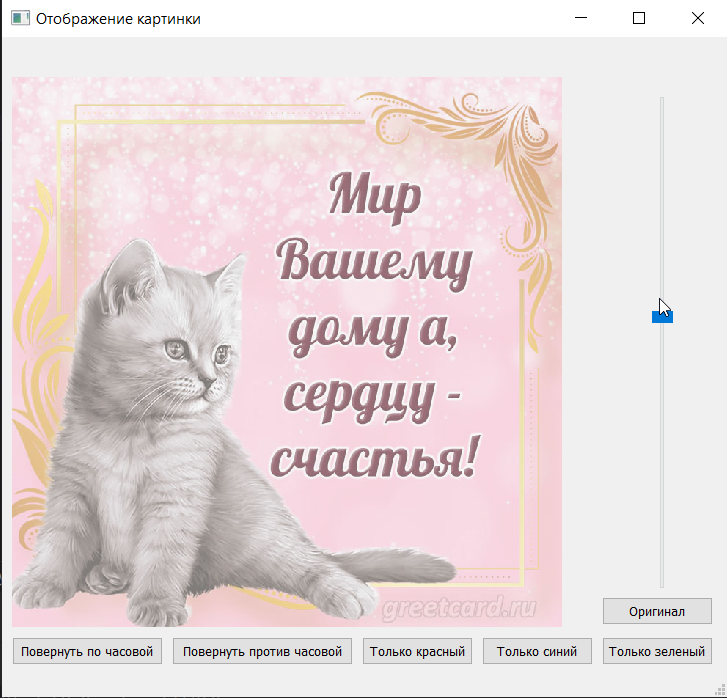 Отображение картинки
Мир
Вашему
дому а,
сердцу -
счастья!
greetcard.ru
Оригинал
Повернуть по часовой Повернуть против часовой Только красный Только синий Только зеленый